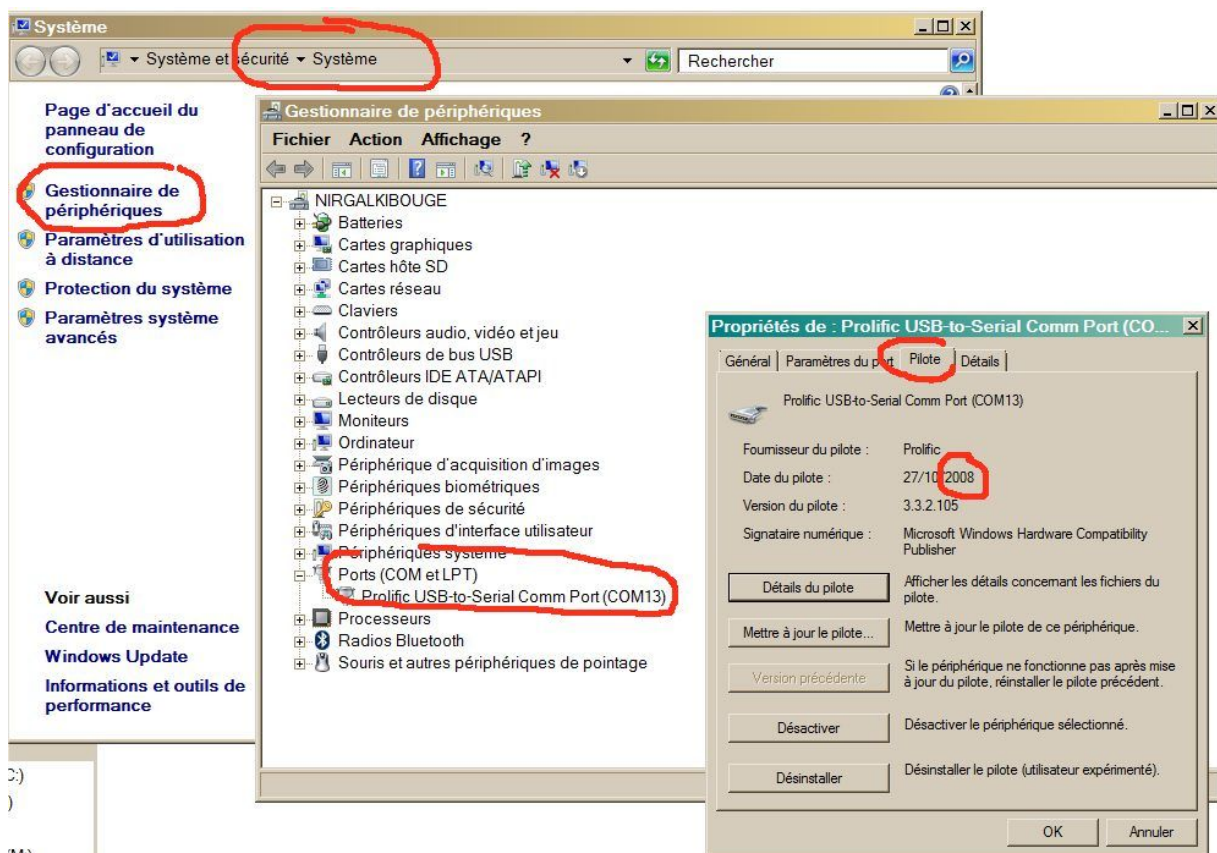 Système
Système et sécurité ▾ Système
Rechercher
Page d'accueil du
panneau de
configuration
Gestionnaire de
périphériques
Paramètres d'utilisation
à distance
Protection du système
Paramètres système
avancés
Voir aussi
Centre de maintenance
Windows Update
Informations et outils de
performance
C:)
)
Gestionnaire de périphériques
Fichier Action Affichage ?
NIRGALKIBOUGE
Batteries
Cartes graphiques
Cartes hôte SD
Cartes réseau
Claviers
Contrôleurs audio, vidéo et jeu
Contrôleurs de bus USB
Contrôleurs IDE ATA/ATAPI
Lecteurs de disque
Moniteurs
Ordinateur
Périphérique d'acquisition d'images
Périphériques biométriques
Périphériques de sécurité
Périphériques d'interface utilisateur
Périphériques système
Ports (COM et LPT)
Prolific USB-to-Serial Comm Port (COM13)
Processeurs
Radios Bluetooth
Souris et autres périphériques de pointage
Propriétés de : Prolific USB-to-Serial Comm Port (CO...
Général Paramètres du port Pilote Détails
Prolific USB-to-Serial Comm Port (COM13)
Fournisseur du pilote : Prolific
Date du pilote : 27/10/2008
Version du pilote : 3.3.2.105
Signataire numérique : Microsoft Windows Hardware Compatibility
Publisher
Détails du pilote Afficher les détails concernant les fichiers du
pilote.
Mettre à jour le pilote... Mettre à jour le pilote de ce périphérique.
Version précédente Si le périphérique ne fonctionne pas après mise
à jour du pilote, réinstaller le pilote précédent.
Désactiver Désactiver le périphérique sélectionné.
Désinstaller Désinstaller le pilote (utilisateur expérimenté).
OK Annuler